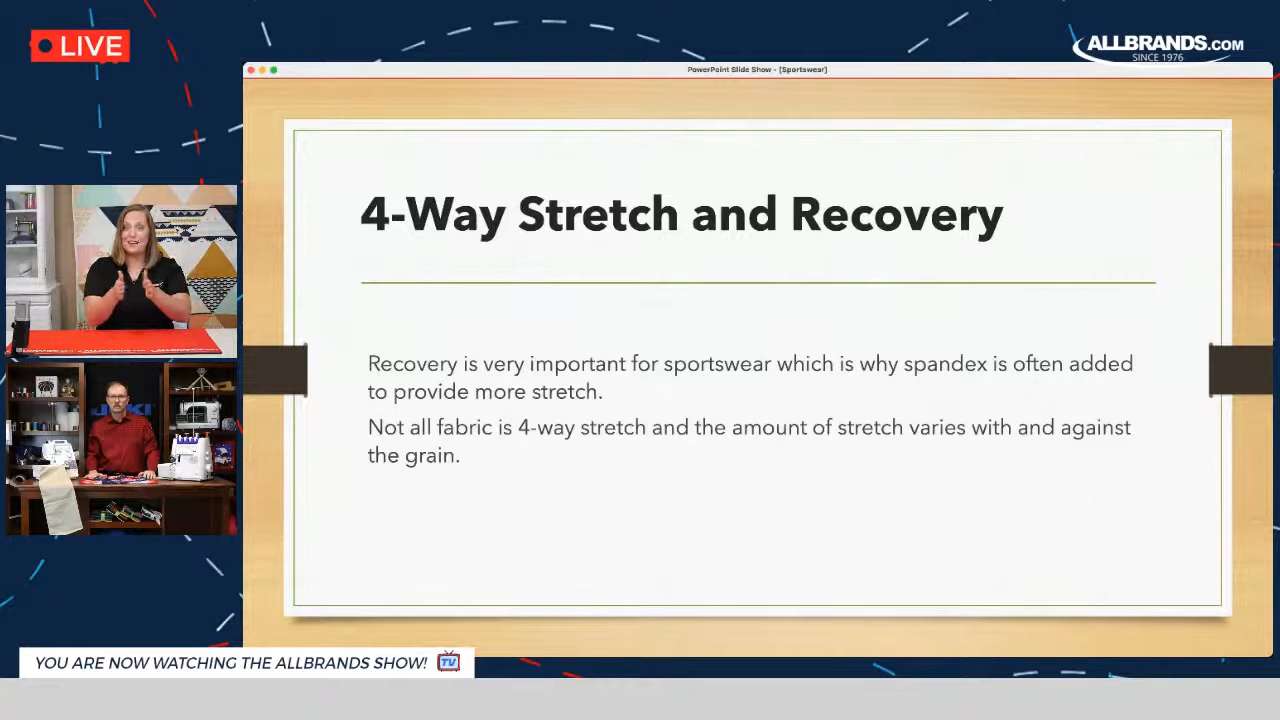 LIVE
ALLBRANDS.COM
SINCE 1976
PowerPoint Slide Show - [Sportswear]
4-Way Stretch and Recovery
Recovery is very important for sportswear which is why spandex is often added
to provide more stretch.
Not all fabric is 4-way stretch and the amount of stretch varies with and against
the grain.
JUKI
YOU ARE NOW WATCHING THE ALLBRANDS SHOW!
TV